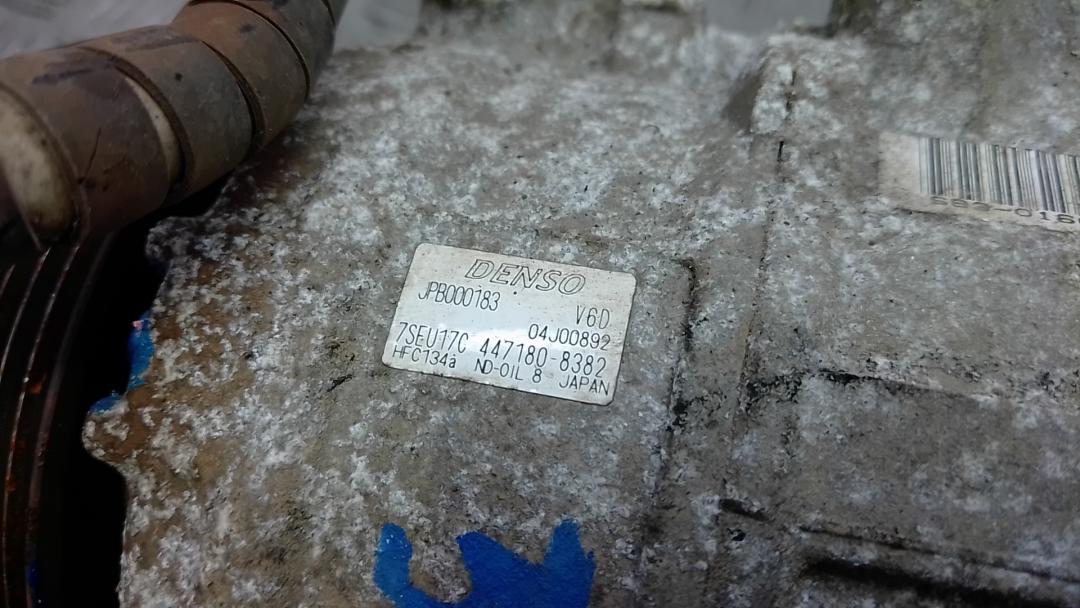 DENSO
JPB000183 V6D
04J00892
7SEU17C 447180-8382
HFC134a ND-OIL 8 JAPAN